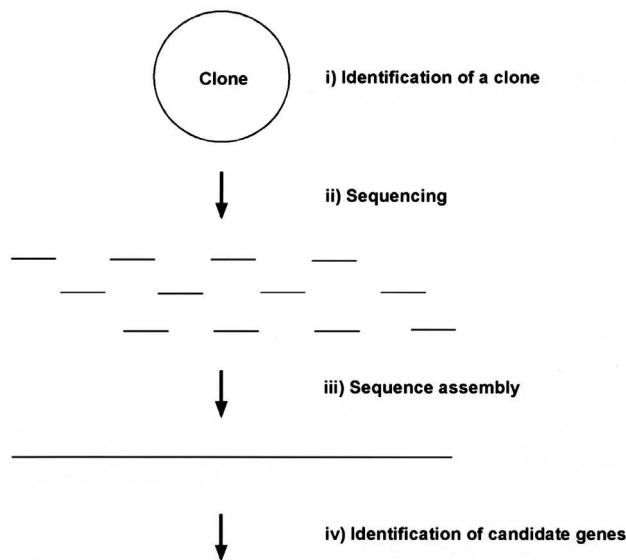 Clone
i) Identification of a clone
ii) Sequencing
iii) Sequence assembly
iv) Identification of candidate genes